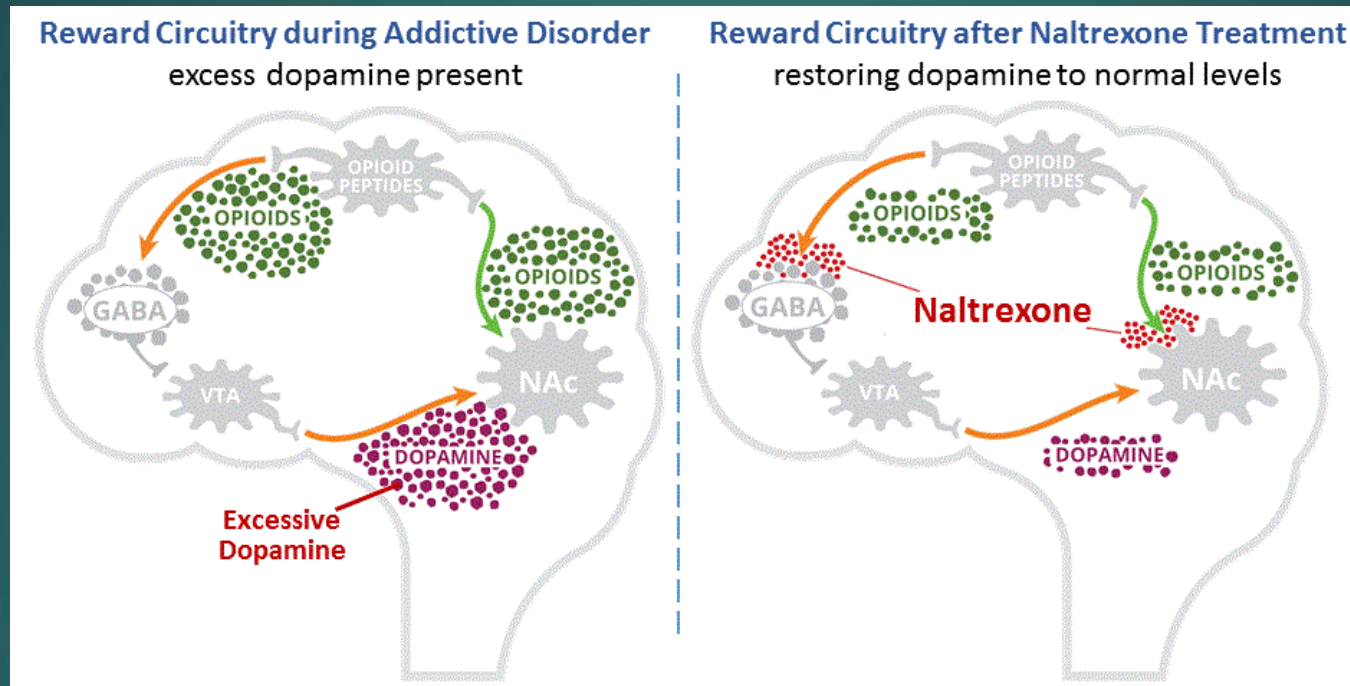 Reward Circuitry during Addictive Disorder
excess dopamine present
OPIOID
PEPTIDES
OPIOIDS
OPIOIDS
GABA
VTA
NAc
DOPAMINE
Excessive
Dopamine
Reward Circuitry after Naltrexone Treatment
restoring dopamine to normal levels
OPIOID
PEPTIDES
OPIOIDS
OPIOIDS
GABA
Naltrexone
VTA
NAc
DOPAMINE